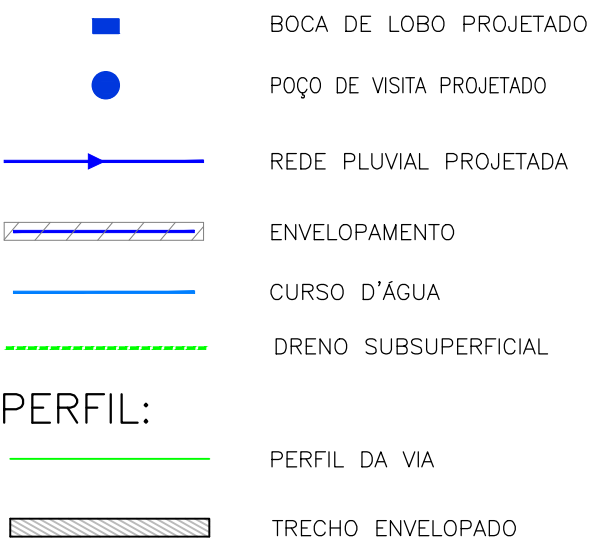 BOCA DE LOBO PROJETADO
POÇO DE VISITA PROJETADO
REDE PLUVIAL PROJETADA
ENVELOPAMENTO
CURSO D'ÁGUA
DRENO SUBSUPERFICIAL
PERFIL:
PERFIL DA VIA
TRECHO ENVELOPADO